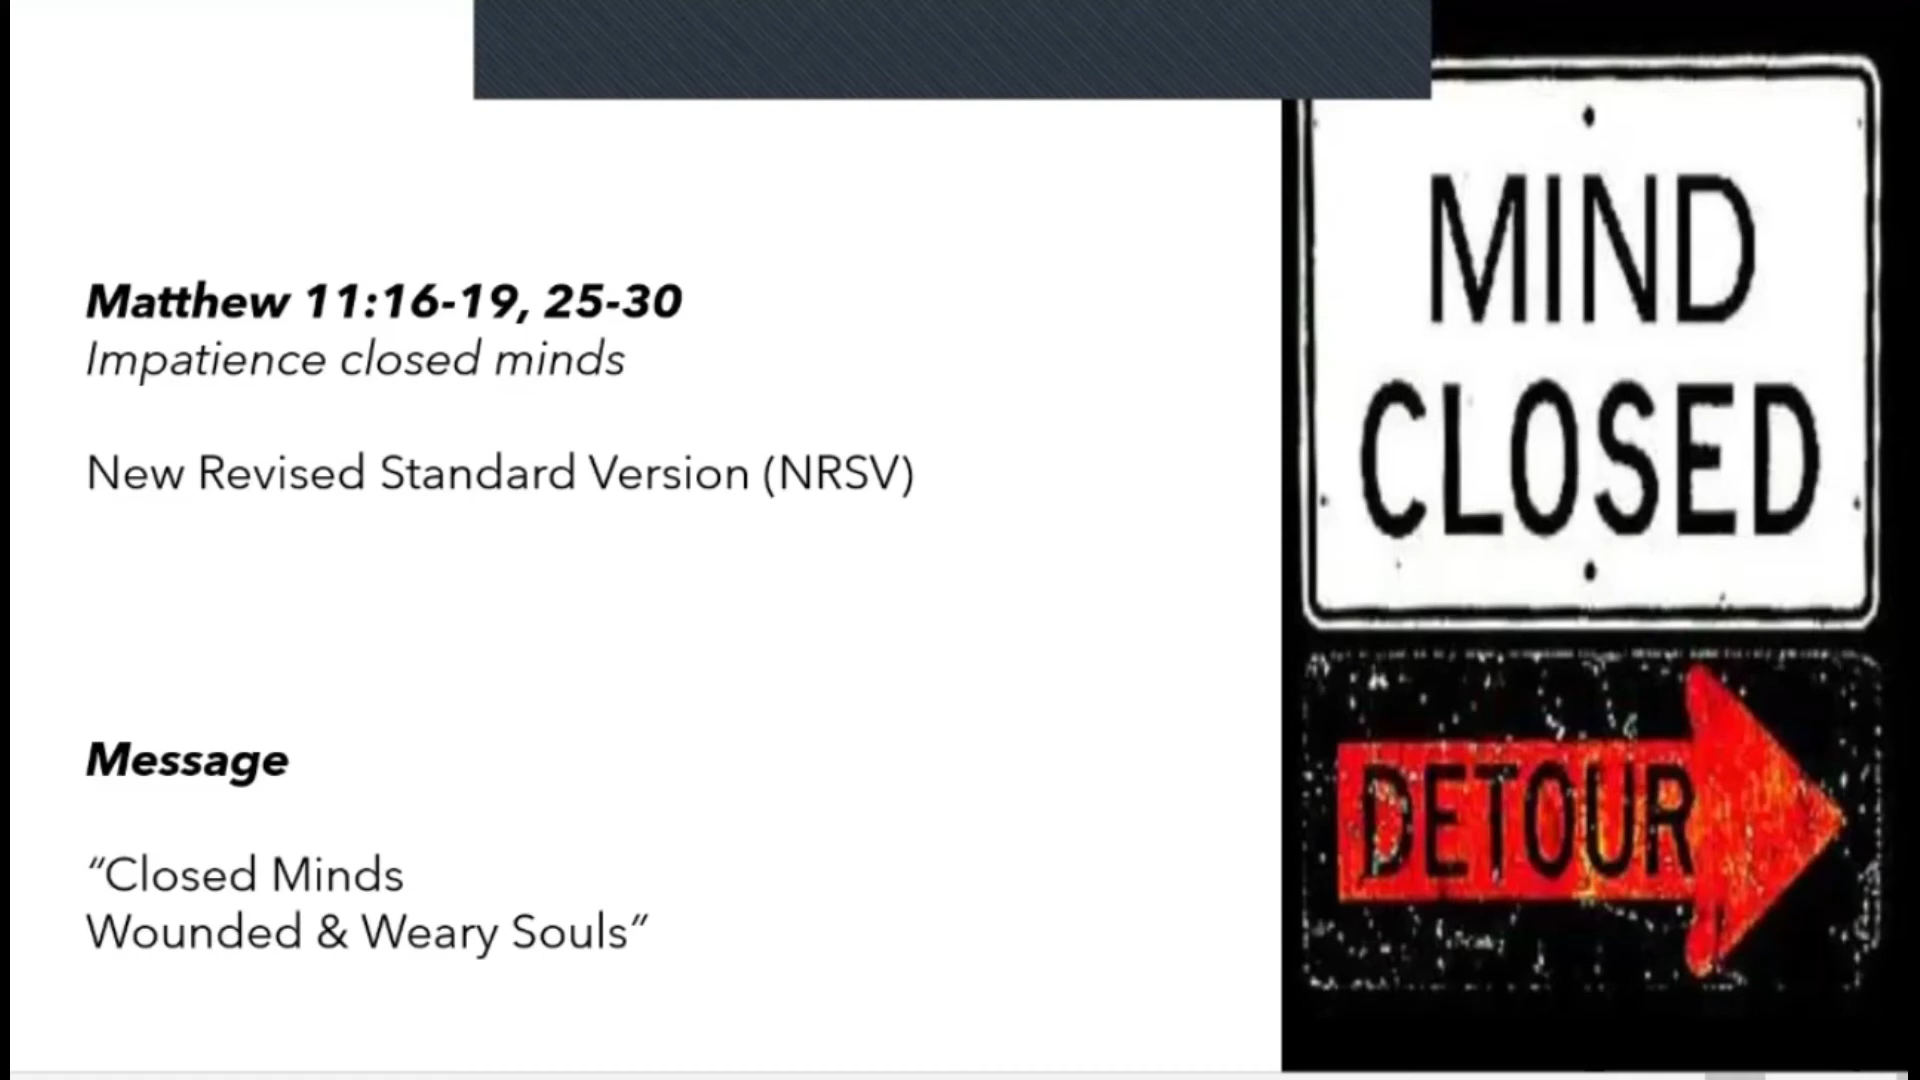 Matthew 11:16-19, 25-30
Impatience closed minds
New Revised Standard Version (NRSV)
Message
“Closed Minds
Wounded & Weary Souls”
MIND
CLOSED
DETOUR